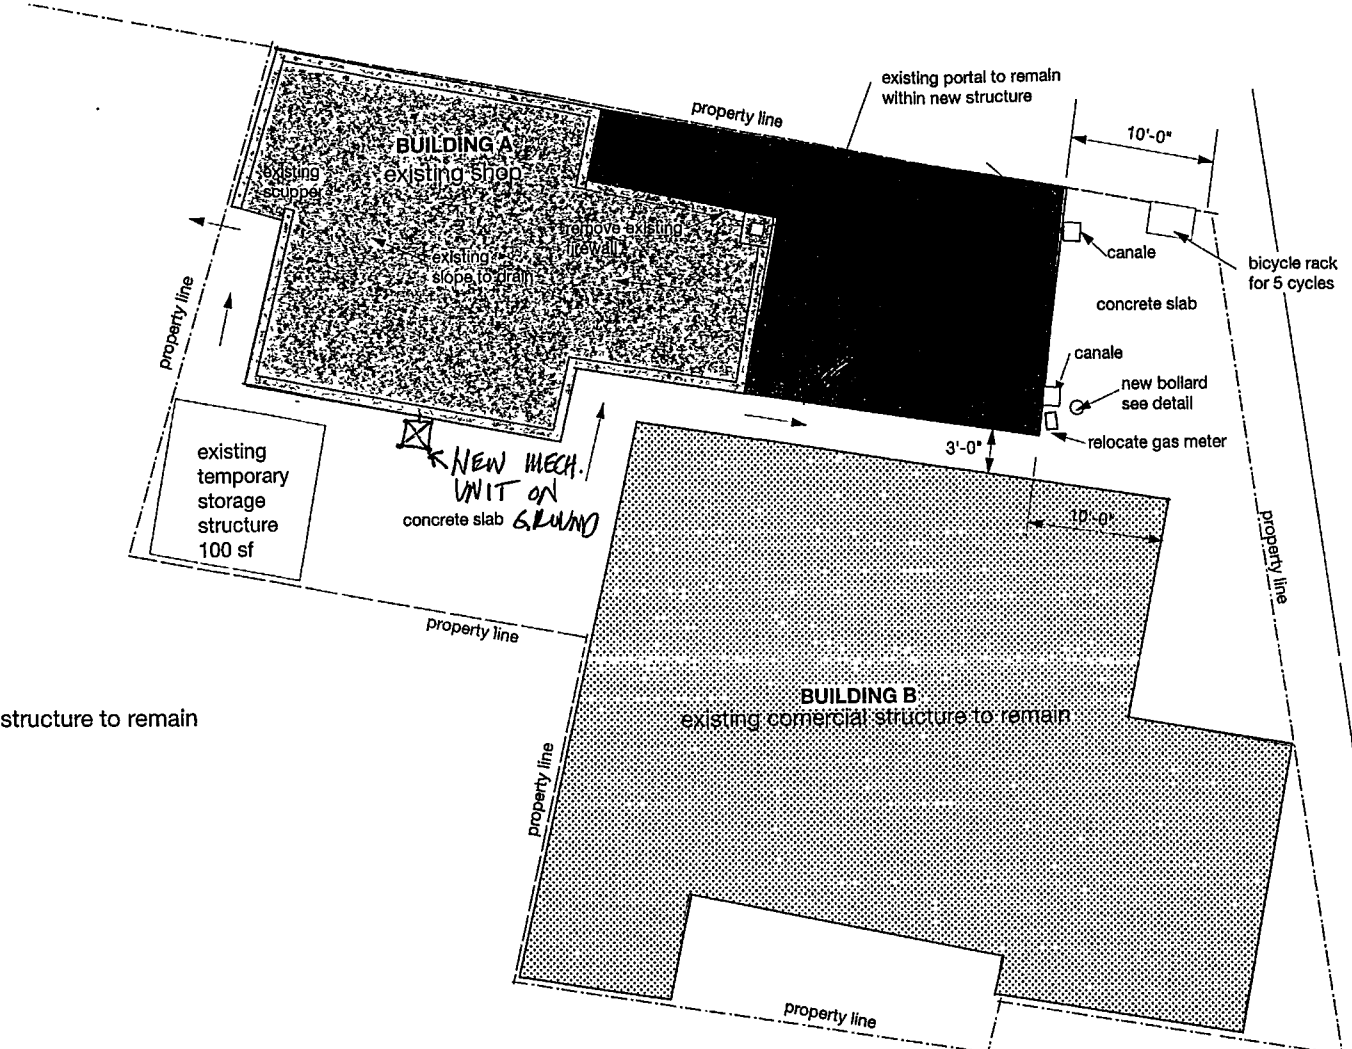 existing portal to remain
within new structure
property line
10'-0"
BUILDING A
existing shop
existing
scupper
remove existing
firewall
existing
slope to drain
canale
bicycle rack
for 5 cycles
concrete slab
property line
canale
new bollard
see detail
relocate gas meter
3'-0"
10'-0"
existing
temporary
storage
structure
100 sf
NEW MECH.
UNIT ON
GROUND
concrete slab
property line
property line
BUILDING B
existing comercial structure to remain
structure to remain
property line
property line